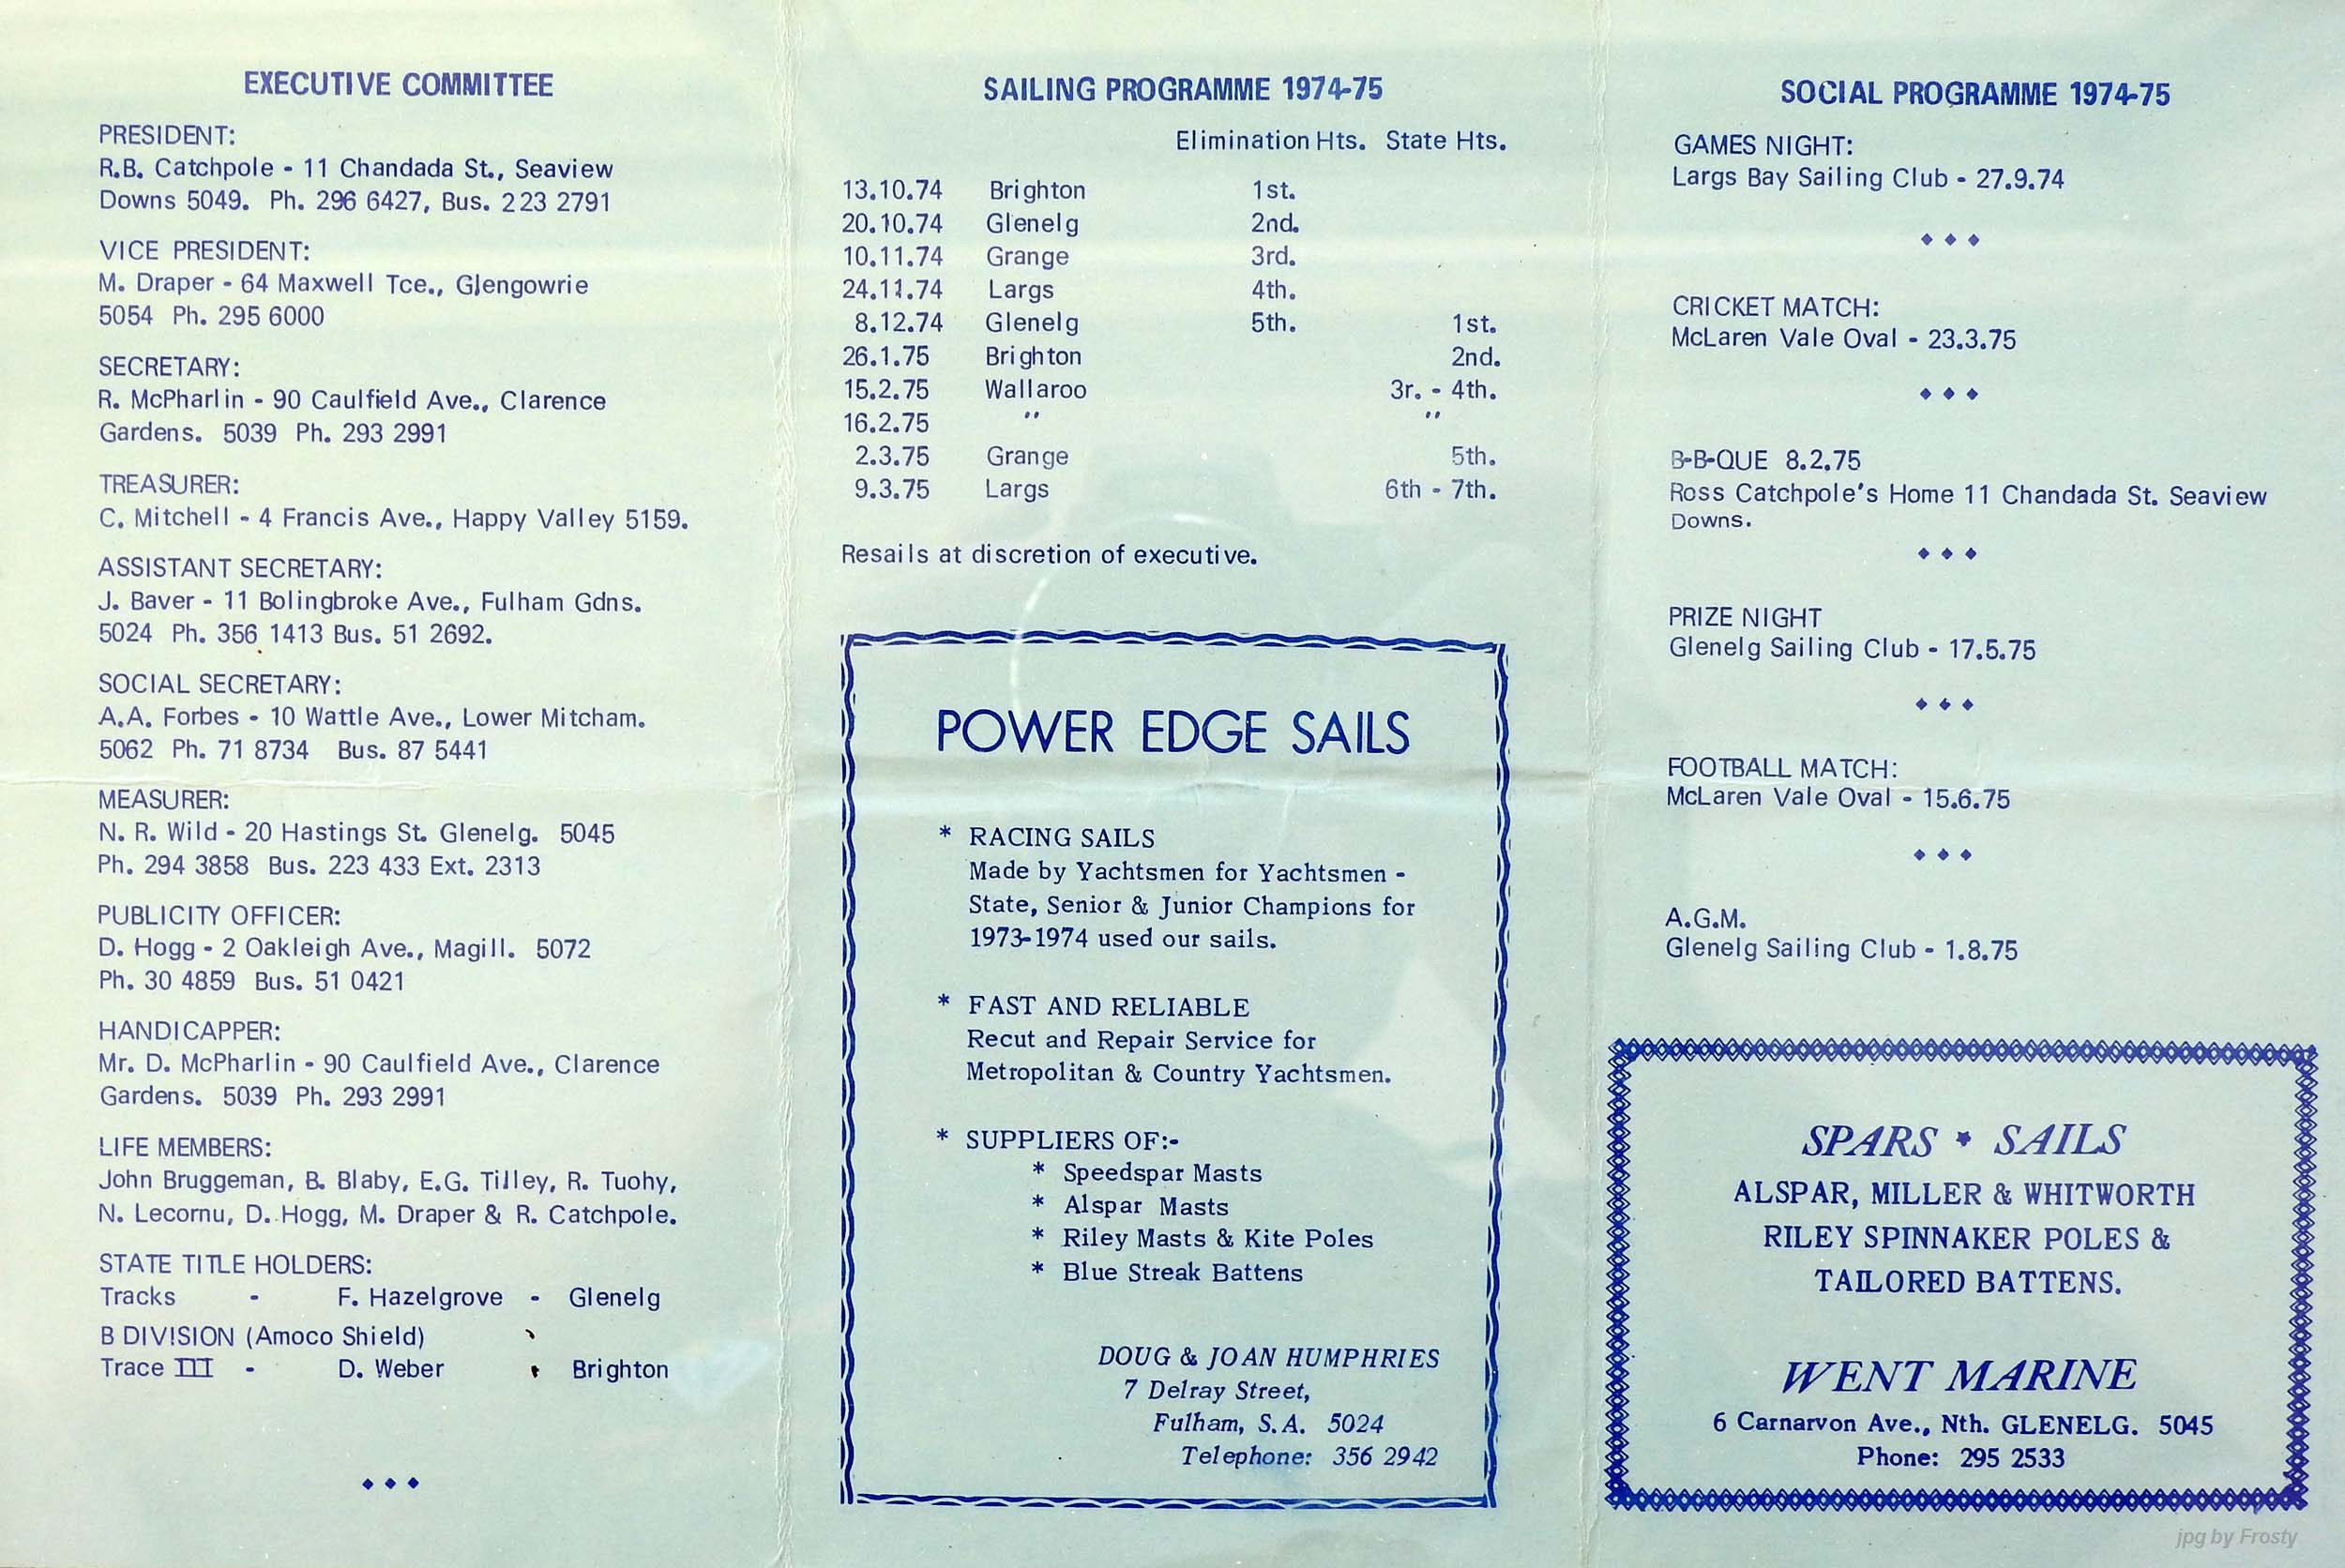 EXECUTIVE COMMITTEE
PRESIDENT:
R.B. Catchpole - 11 Chandada St., Seaview
Downs 5049. Ph. 296 6427, Bus. 223 2791
VICE PRESIDENT:
M. Draper - 64 Maxwell Tce., Glengowrie
5054 Ph. 295 6000
SECRETARY:
R. McPharlin - 90 Caulfield Ave., Clarence
Gardens. 5039 Ph. 293 2991
TREASURER:
C. Mitchell - 4 Francis Ave., Happy Valley 5159.
ASSISTANT SECRETARY:
J. Baver - 11 Bolingbroke Ave., Fulham Gdns.
5024 Ph. 356 1413 Bus. 51 2692.
SOCIAL SECRETARY:
A.A. Forbes - 10 Wattle Ave., Lower Mitcham.
5062 Ph. 71 8734 Bus. 87 5441
MEASURER:
N. R. Wild - 20 Hastings St. Glenelg. 5045
Ph. 294 3858 Bus. 223 433 Ext. 2313
PUBLICITY OFFICER:
D. Hogg - 2 Oakleigh Ave., Magill. 5072
Ph. 30 4859 Bus. 51 0421
HANDICAPPER:
Mr. D. McPharlin - 90 Caulfield Ave., Clarence
Gardens. 5039 Ph. 293 2991
LIFE MEMBERS:
John Bruggeman, B. Blaby, E.G. Tilley, R. Tuohy,
N. Lecornu, D. Hogg, M. Draper & R. Catchpole.
STATE TITLE HOLDERS:
Tracks - F. Hazelgrove - Glenelg
B DIVISION (Amoco Shield)
Trace III - D. Weber - Brighton
SAILING PROGRAMME 1974-75
Elimination Hts. State Hts.
13.10.74 Brighton 1st.
20.10.74 Glenelg 2nd.
10.11.74 Grange 3rd.
24.11.74 Largs 4th.
8.12.74 Glenelg 5th. 1st.
26.1.75 Brighton 2nd.
15.2.75 Wallaroo 3r. - 4th.
16.2.75 " "
2.3.75 Grange 5th.
9.3.75 Largs 6th - 7th.
Resails at discretion of executive.
POWER EDGE SAILS
* RACING SAILS
Made by Yachtsmen for Yachtsmen -
State, Senior & Junior Champions for
1973-1974 used our sails.
* FAST AND RELIABLE
Recut and Repair Service for
Metropolitan & Country Yachtsmen.
* SUPPLIERS OF:-
* Speedspar Masts
* Alspar Masts
* Riley Masts & Kite Poles
* Blue Streak Battens
DOUG & JOAN HUMPHRIES
7 Delray Street,
Fulham, S.A. 5024
Telephone: 356 2942
SOCIAL PROGRAMME 1974-75
GAMES NIGHT:
Largs Bay Sailing Club - 27.9.74
CRICKET MATCH:
McLaren Vale Oval - 23.3.75
B-B-QUE 8.2.75
Ross Catchpole's Home 11 Chandada St. Seaview
Downs.
PRIZE NIGHT
Glenelg Sailing Club - 17.5.75
FOOTBALL MATCH:
McLaren Vale Oval - 15.6.75
A.G.M.
Glenelg Sailing Club - 1.8.75
SPARS * SAILS
ALSPAR, MILLER & WHITWORTH
RILEY SPINNAKER POLES &
TAILORED BATTENS.
WENT MARINE
6 Carnarvon Ave., Nth. GLENELG. 5045
Phone: 295 2533
jpg by Frosty